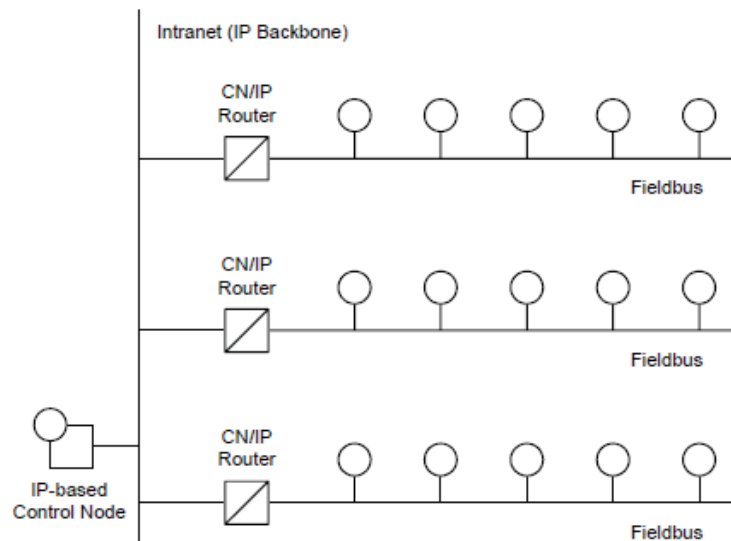 Intranet (IP Backbone)
CN/IP
Router
Fieldbus
CN/IP
Router
Fieldbus
CN/IP
Router
IP-based
Control Node
Fieldbus